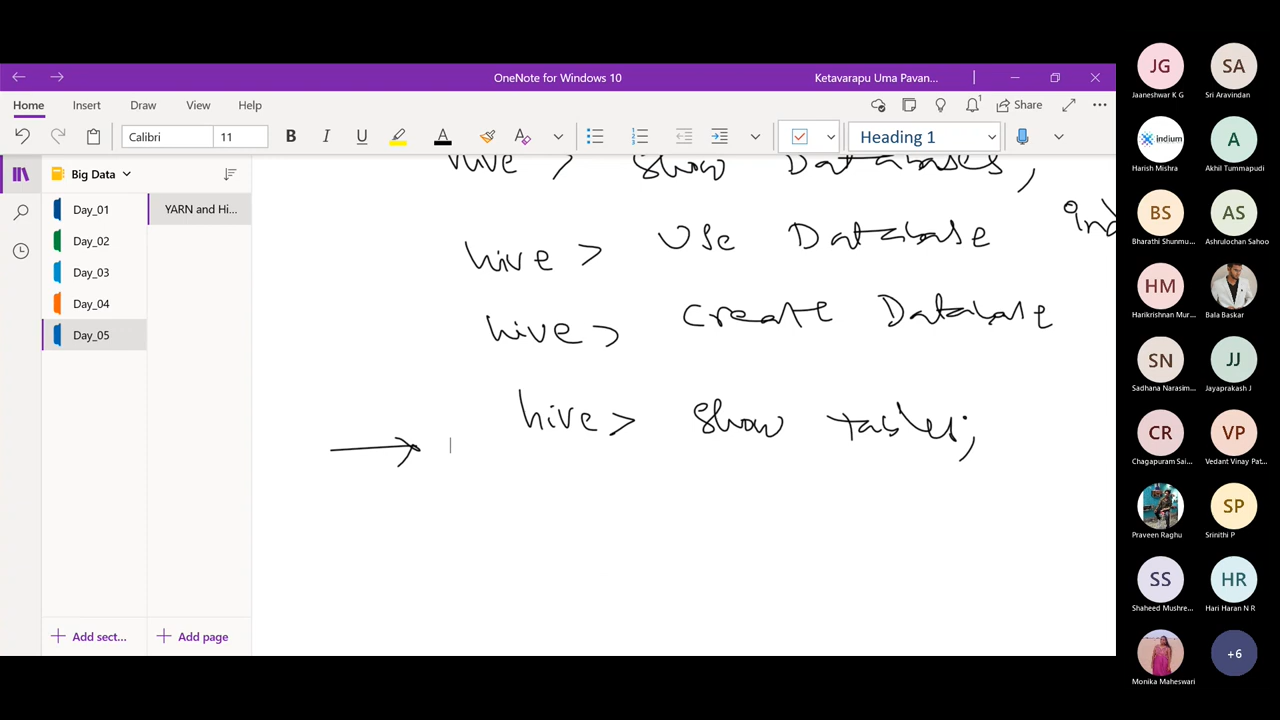 JG
SA
Jaaneshwar K G
Sri Aravindan
OneNote for Windows 10
Ketavarapu Uma Pavan...
Home Insert Draw View Help
Share
Calibri 11 B I U A Heading 1
indium
A
Harish Mishra
Akhil Tummapudi
Big Data
hive > Show Databases;
Day_01
YARN and Hi...
Day_02
Day_03
Day_04
Day_05
hive > Use Database ind
hive > Create Database
hive > Show tables;
BS
AS
Bharathi Shunmu...
Ashrulochan Sahoo
HM
Harikrishnan Mur...
Bala Baskar
SN
JJ
Sadhana Narasim...
Jayaprakash J
CR
VP
Chagapuram Sai...
Vedant Vinay Pat...
SP
Praveen Raghu
Srinithi P
SS
HR
Shaheed Mushre...
Hari Haran N R
+6
Monika Maheswari
Add sect...
Add page